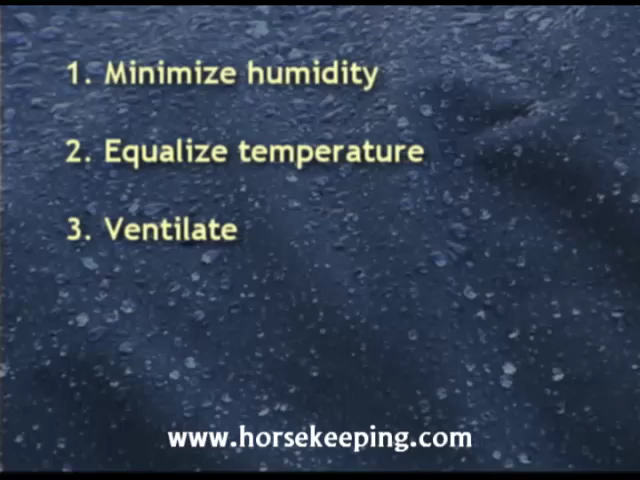 1. Minimize humidity
2. Equalize temperature
3. Ventilate
www.horsekeeping.com